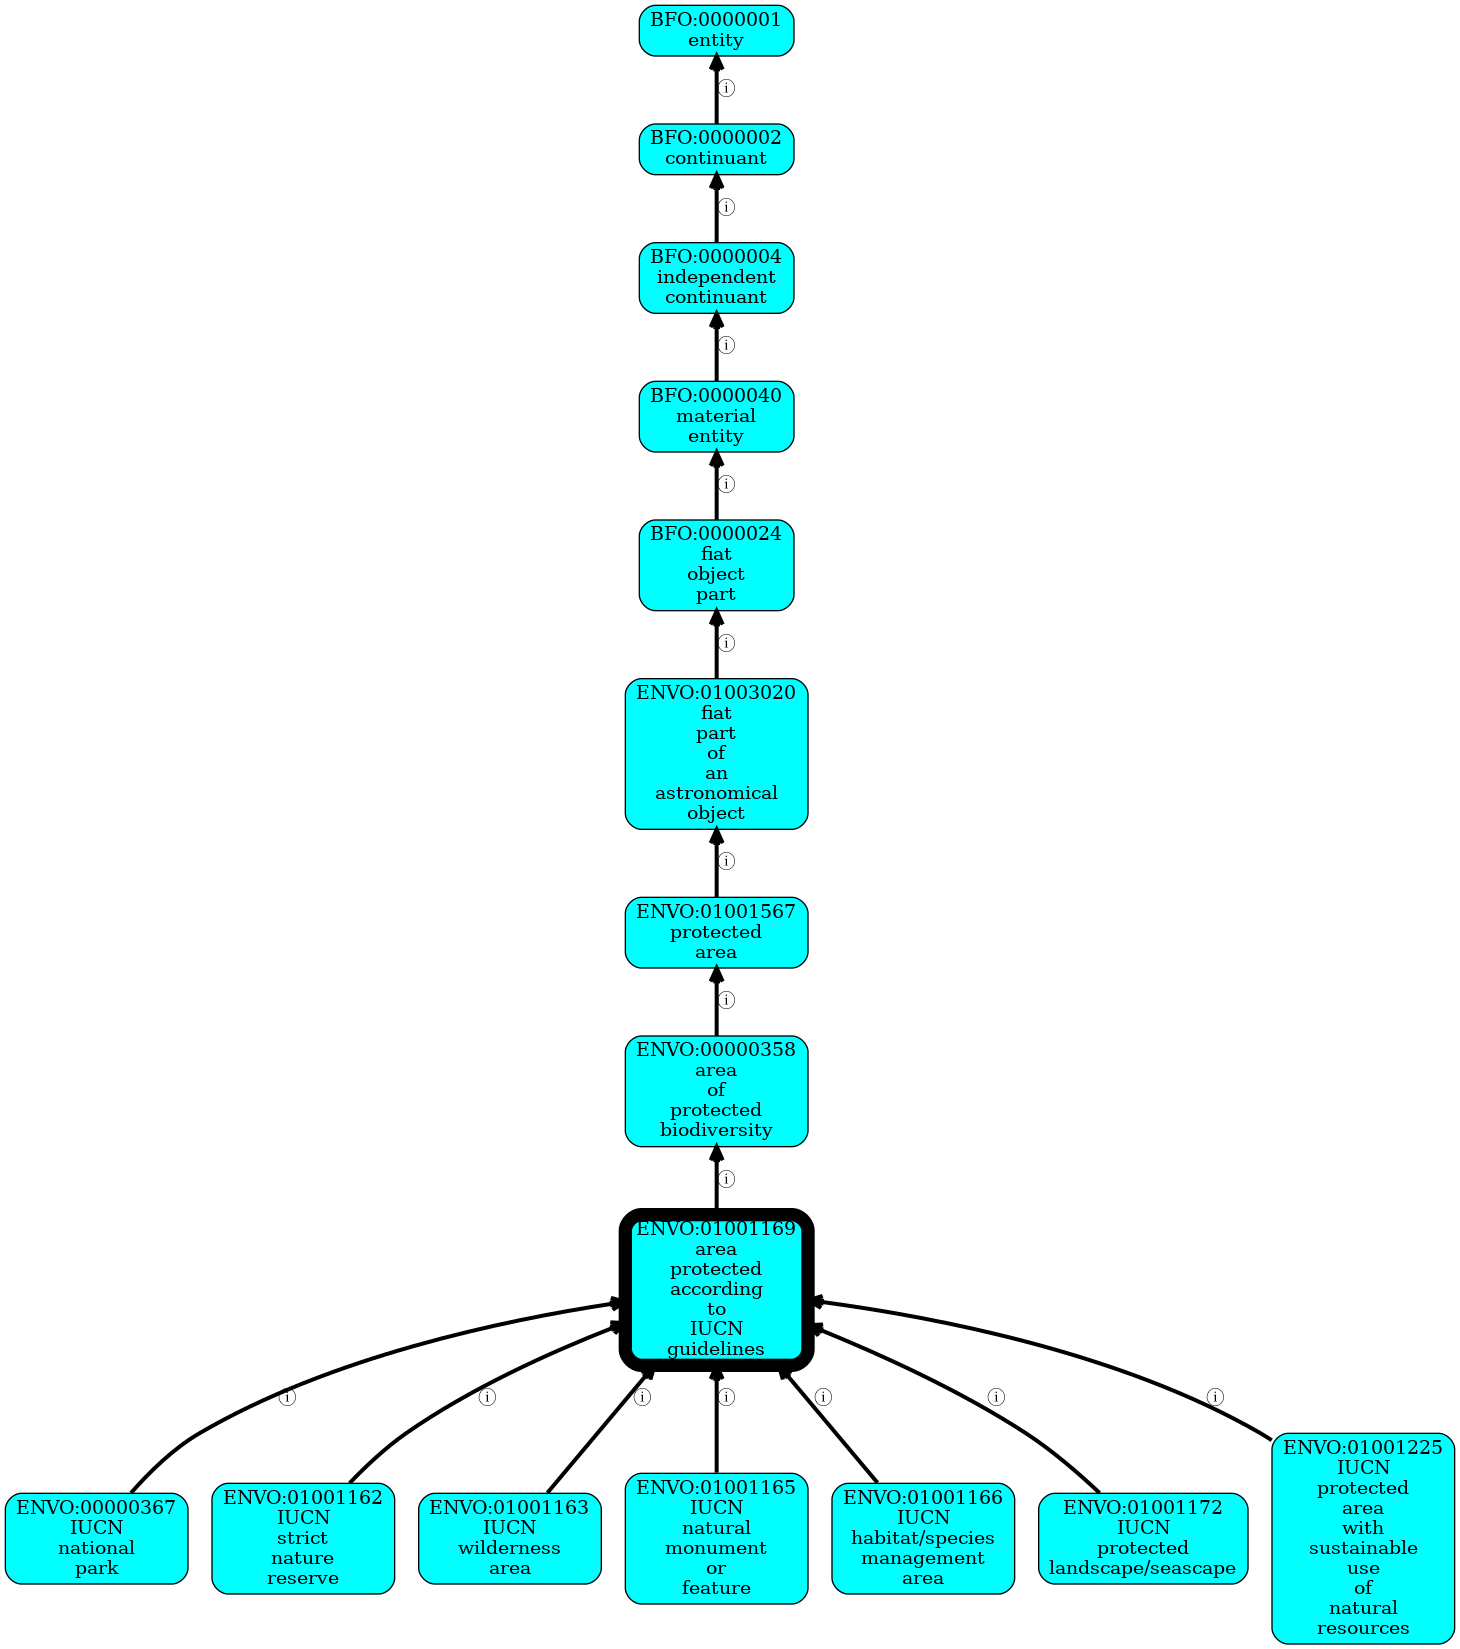 BFO:0000001
entity
ⓘ
BFO:0000002
continuant
ⓘ
BFO:0000004
independent
continuant
ⓘ
BFO:0000040
material
entity
ⓘ
BFO:0000024
fiat
object
part
ⓘ
ENVO:01003020
fiat
part
of
an
astronomical
object
ⓘ
ENVO:01001567
protected
area
ⓘ
ENVO:00000358
area
of
protected
biodiversity
ⓘ
ENVO:01001169
area
protected
according
to
IUCN
guidelines
ⓘ
ⓘ
ⓘ
ⓘ
ⓘ
ⓘ
ⓘ
ENVO:00000367
IUCN
national
park
ENVO:01001162
IUCN
strict
nature
reserve
ENVO:01001163
IUCN
wilderness
area
ENVO:01001165
IUCN
natural
monument
or
feature
ENVO:01001166
IUCN
habitat/species
management
area
ENVO:01001172
IUCN
protected
landscape/seascape
ENVO:01001225
IUCN
protected
area
with
sustainable
use
of
natural
resources